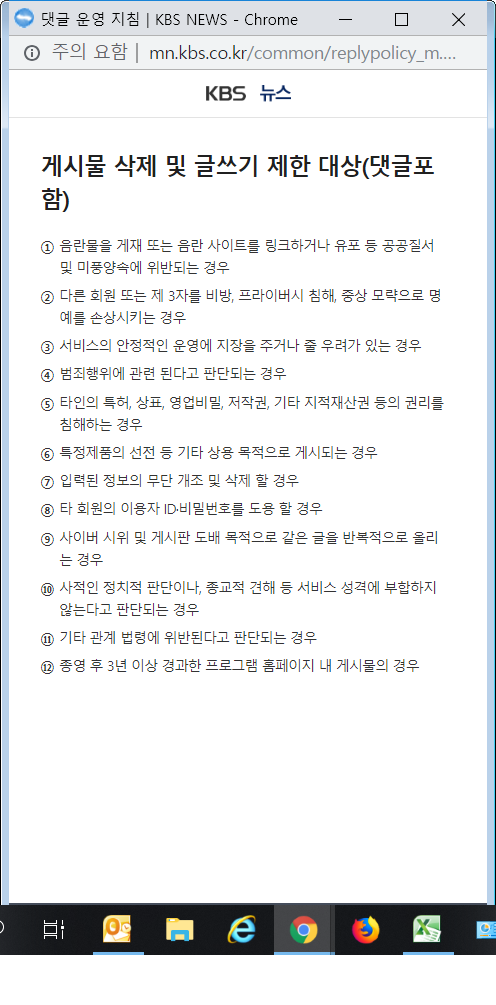 댓글 운영 지침 | KBS NEWS - Chrome
주의 요함 | mn.kbs.co.kr/common/replypolicy_m....
KBS 뉴스
게시물 삭제 및 글쓰기 제한 대상(댓글포
함)
① 음란물을 게재 또는 음란 사이트를 링크하거나 유포 등 공공질서
및 미풍양속에 위반되는 경우
② 다른 회원 또는 제 3자를 비방, 프라이버시 침해, 중상 모략으로 명
예를 손상시키는 경우
③ 서비스의 안정적인 운영에 지장을 주거나 줄 우려가 있는 경우
④ 범죄행위에 관련 된다고 판단되는 경우
⑤ 타인의 특허, 상표, 영업비밀, 저작권, 기타 지적재산권 등의 권리를
침해하는 경우
⑥ 특정제품의 선전 등 기타 상용 목적으로 게시되는 경우
⑦ 입력된 정보의 무단 개조 및 삭제 할 경우
⑧ 타 회원의 이용자 ID·비밀번호를 도용 할 경우
⑨ 사이버 시위 및 게시판 도배 목적으로 같은 글을 반복적으로 올리
는 경우
⑩ 사적인 정치적 판단이나, 종교적 견해 등 서비스 성격에 부합하지
않는다고 판단되는 경우
⑪ 기타 관계 법령에 위반된다고 판단되는 경우
⑫ 종영 후 3년 이상 경과한 프로그램 홈페이지 내 게시물의 경우